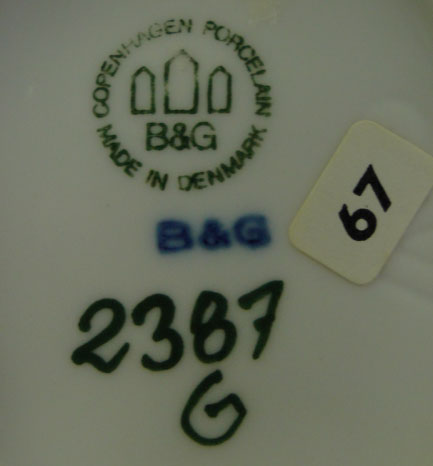 COPENHAGEN PORCELAIN
B&G
MADE IN DENMARK
B&G
67
2387
G